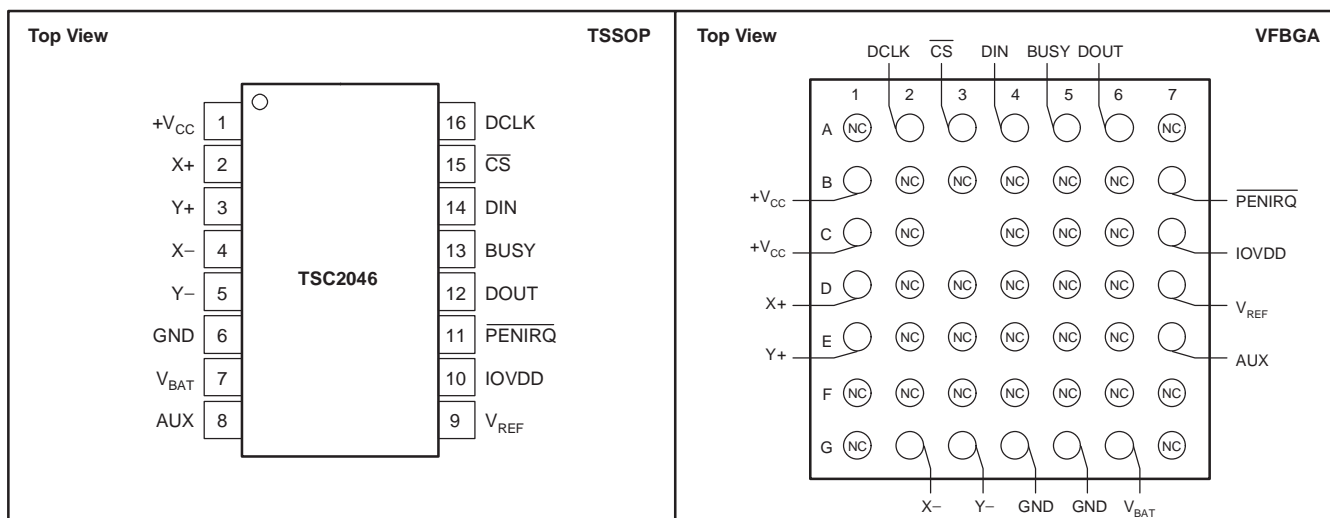 Top View TSSOP
+VCC 1 16 DCLK
X+ 2 15 C̅S̅
Y+ 3 14 DIN
X− 4 13 BUSY
TSC2046
Y− 5 12 DOUT
GND 6 11 P̅E̅N̅I̅R̅Q̅
VBAT 7 10 IOVDD
AUX 8 9 VREF
Top View VFBGA
DCLK C̅S̅ DIN BUSY DOUT
1 2 3 4 5 6 7
A NC NC
B NC NC NC NC NC
+VCC P̅E̅N̅I̅R̅Q̅
C NC NC NC NC
+VCC IOVDD
D NC NC NC NC NC
X+ VREF
E NC NC NC NC NC
Y+ AUX
F NC NC NC NC NC NC NC
G NC NC
X− Y− GND GND VBAT